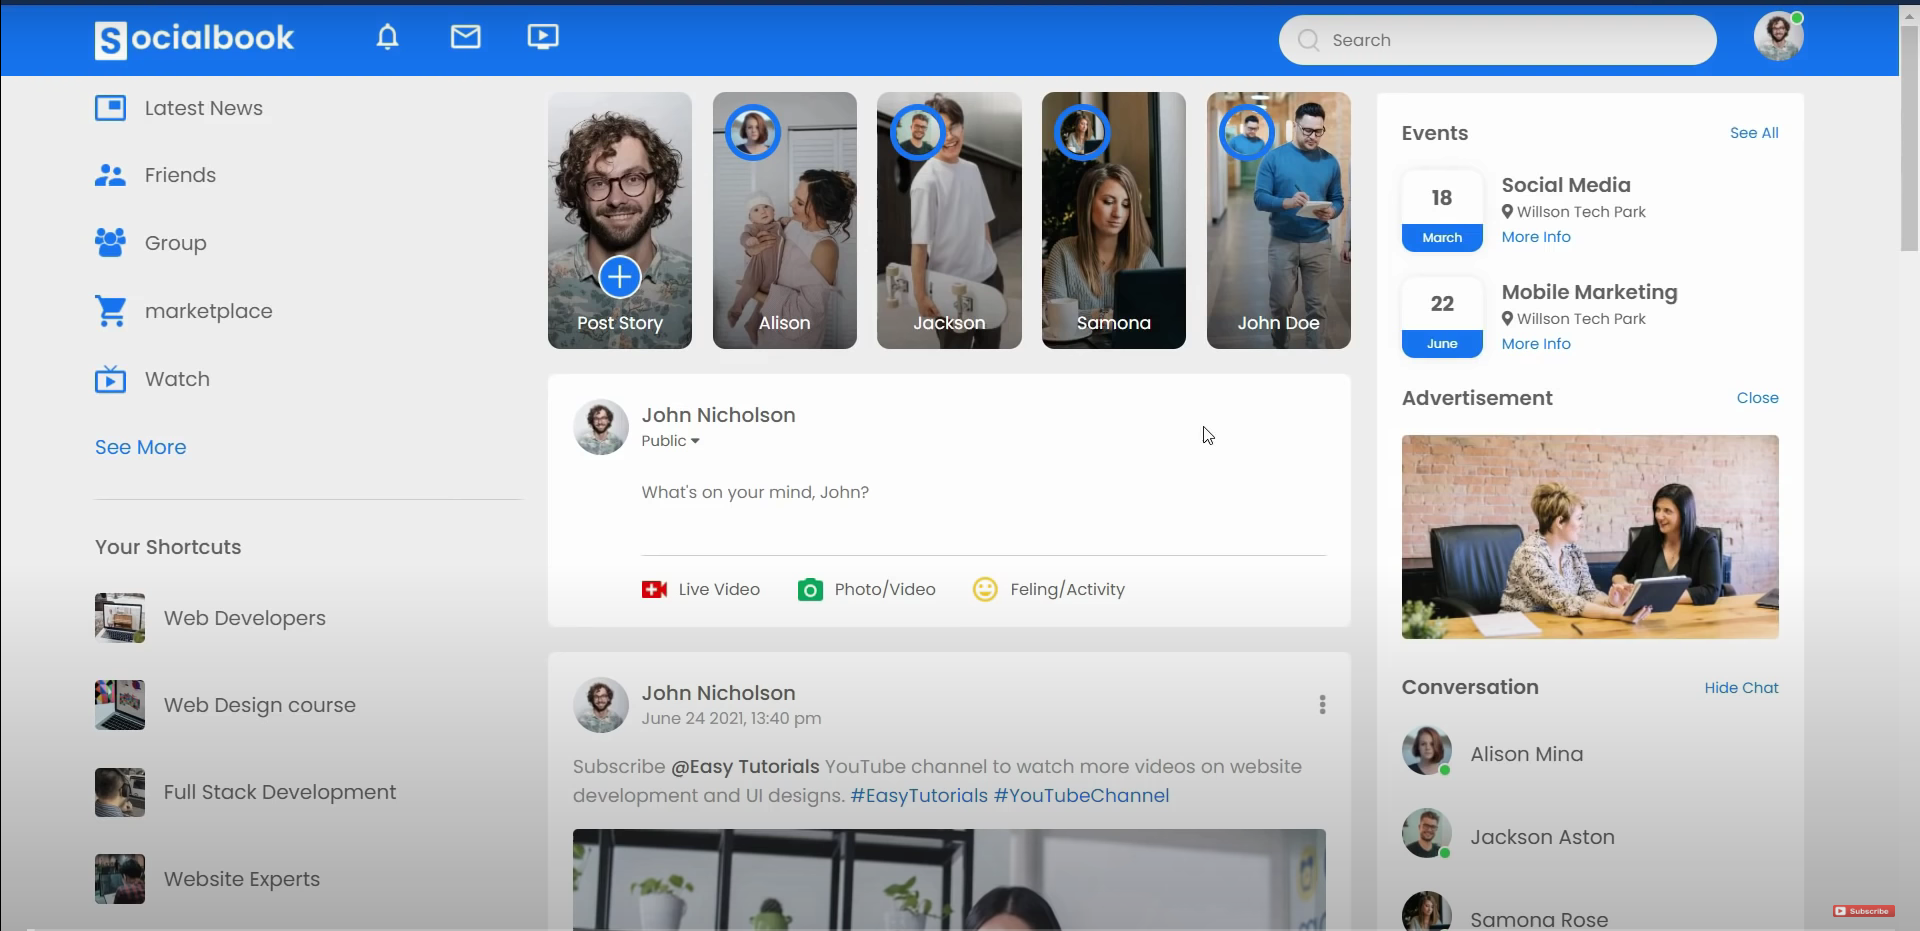 Socialbook
Search
Latest News
Friends
Group
marketplace
Watch
See More
Your Shortcuts
Web Developers
Web Design course
Full Stack Development
Website Experts
Post Story
Alison
Jackson
Samona
John Doe
John Nicholson
Public
What's on your mind, John?
Live Video
Photo/Video
Feling/Activity
John Nicholson
June 24 2021, 13:40 pm
Subscribe @Easy Tutorials YouTube channel to watch more videos on website
development and UI designs. #EasyTutorials #YouTubeChannel
Events
See All
18
March
Social Media
Willson Tech Park
More Info
22
June
Mobile Marketing
Willson Tech Park
More Info
Advertisement
Close
Conversation
Hide Chat
Alison Mina
Jackson Aston
Samona Rose
Subscribe